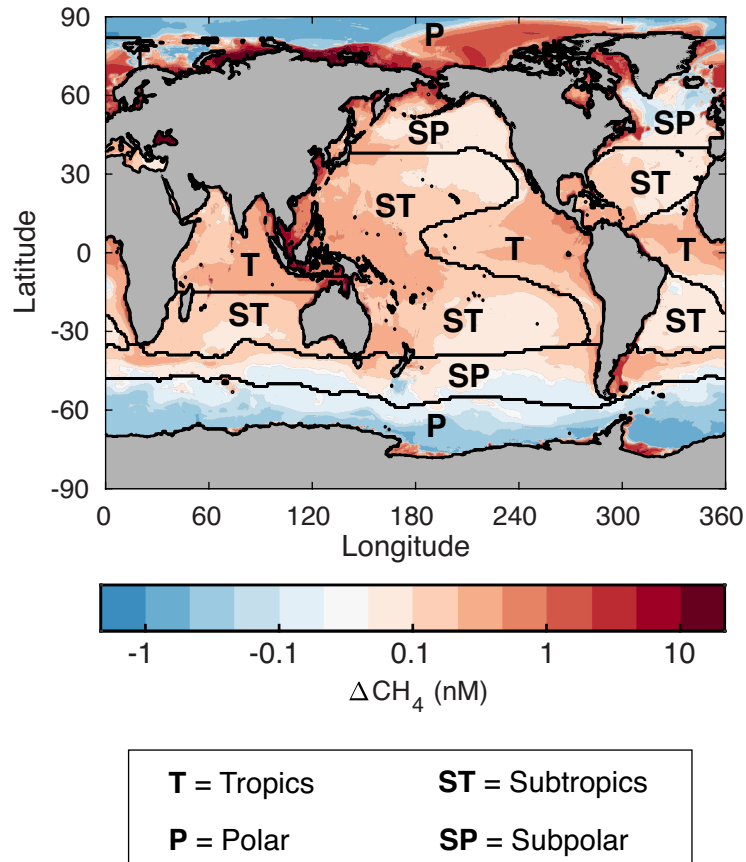 90
60
30
0
-30
-60
-90
Latitude
P
SP
SP
ST
ST
T
T
T
ST
ST
ST
SP
P
0 60 120 180 240 300 360
Longitude
-1 -0.1 0.1 1 10
ΔCH₄ (nM)
T = Tropics ST = Subtropics
P = Polar SP = Subpolar